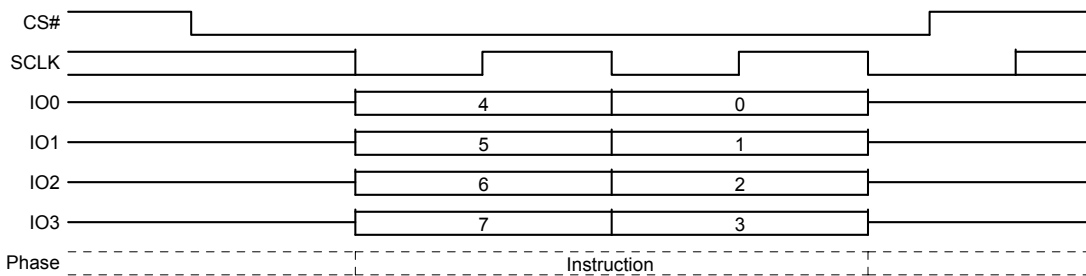 CS#
SCLK
IO0 4 0
IO1 5 1
IO2 6 2
IO3 7 3
Phase Instruction